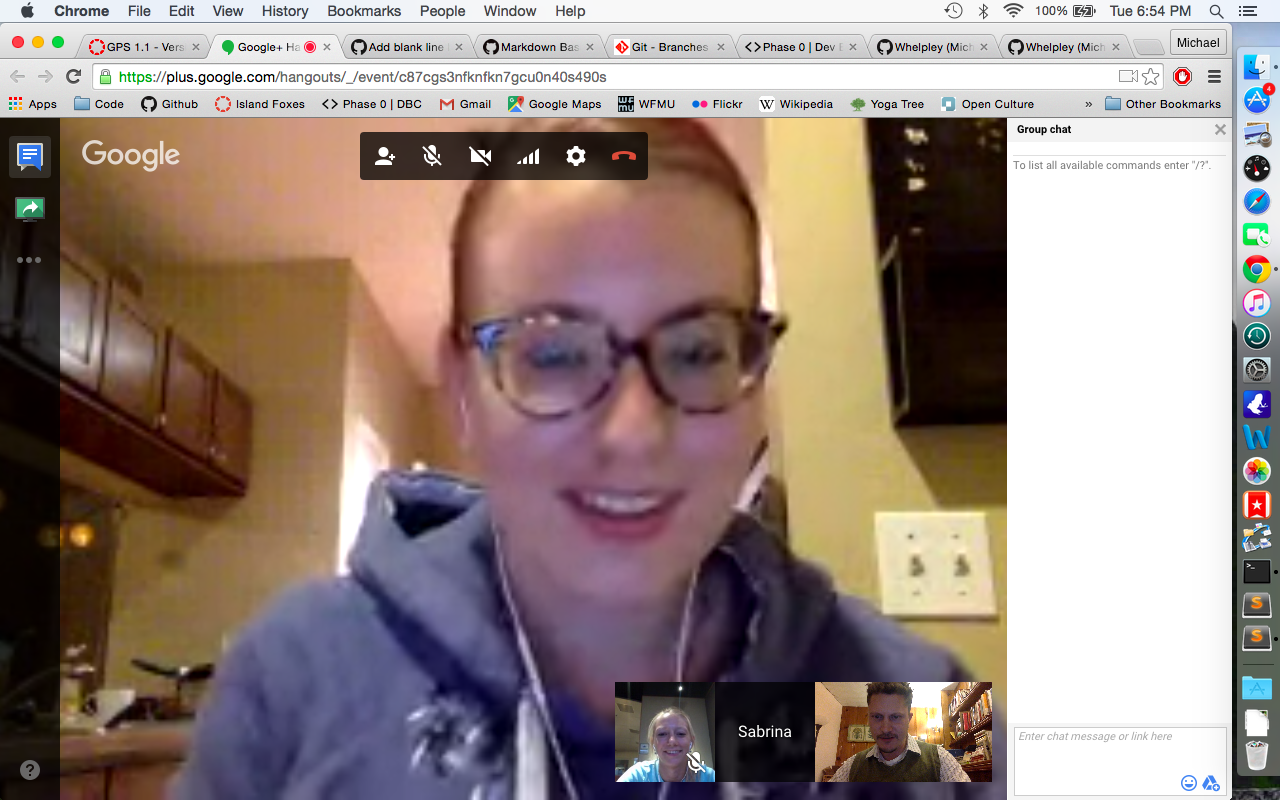 Chrome File Edit View History Bookmarks People Window Help 100% Tue 6:54 PM
GPS 1.1 - Vers Google+ Ha Add blank line Markdown Bas Git - Branches <> Phase 0 | Dev Whelpley (Mich Whelpley (Mich Michael
https://plus.google.com/hangouts/_/event/c87cgs3nfknfkn7gcu0n40s490s
Apps Code Github Island Foxes <> Phase 0 | DBC Gmail Google Maps WFMU Flickr W Wikipedia Yoga Tree Open Culture » Other Bookmarks
Google
Group chat
To list all available commands enter "/?".
4
Sabrina
Enter chat message or link here
?